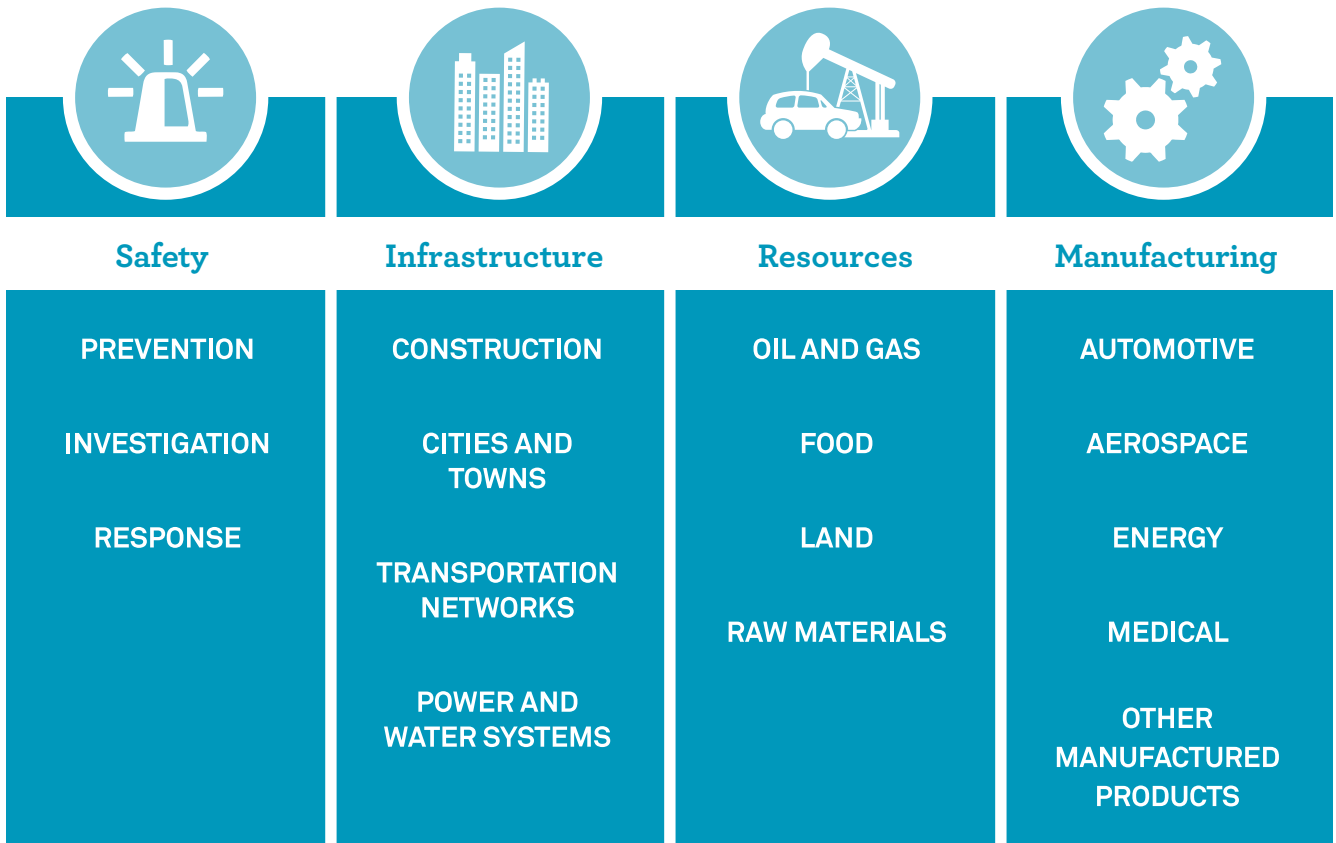 Safety
PREVENTION
INVESTIGATION
RESPONSE
Infrastructure
CONSTRUCTION
CITIES AND
TOWNS
TRANSPORTATION
NETWORKS
POWER AND
WATER SYSTEMS
Resources
OIL AND GAS
FOOD
LAND
RAW MATERIALS
Manufacturing
AUTOMOTIVE
AEROSPACE
ENERGY
MEDICAL
OTHER
MANUFACTURED
PRODUCTS